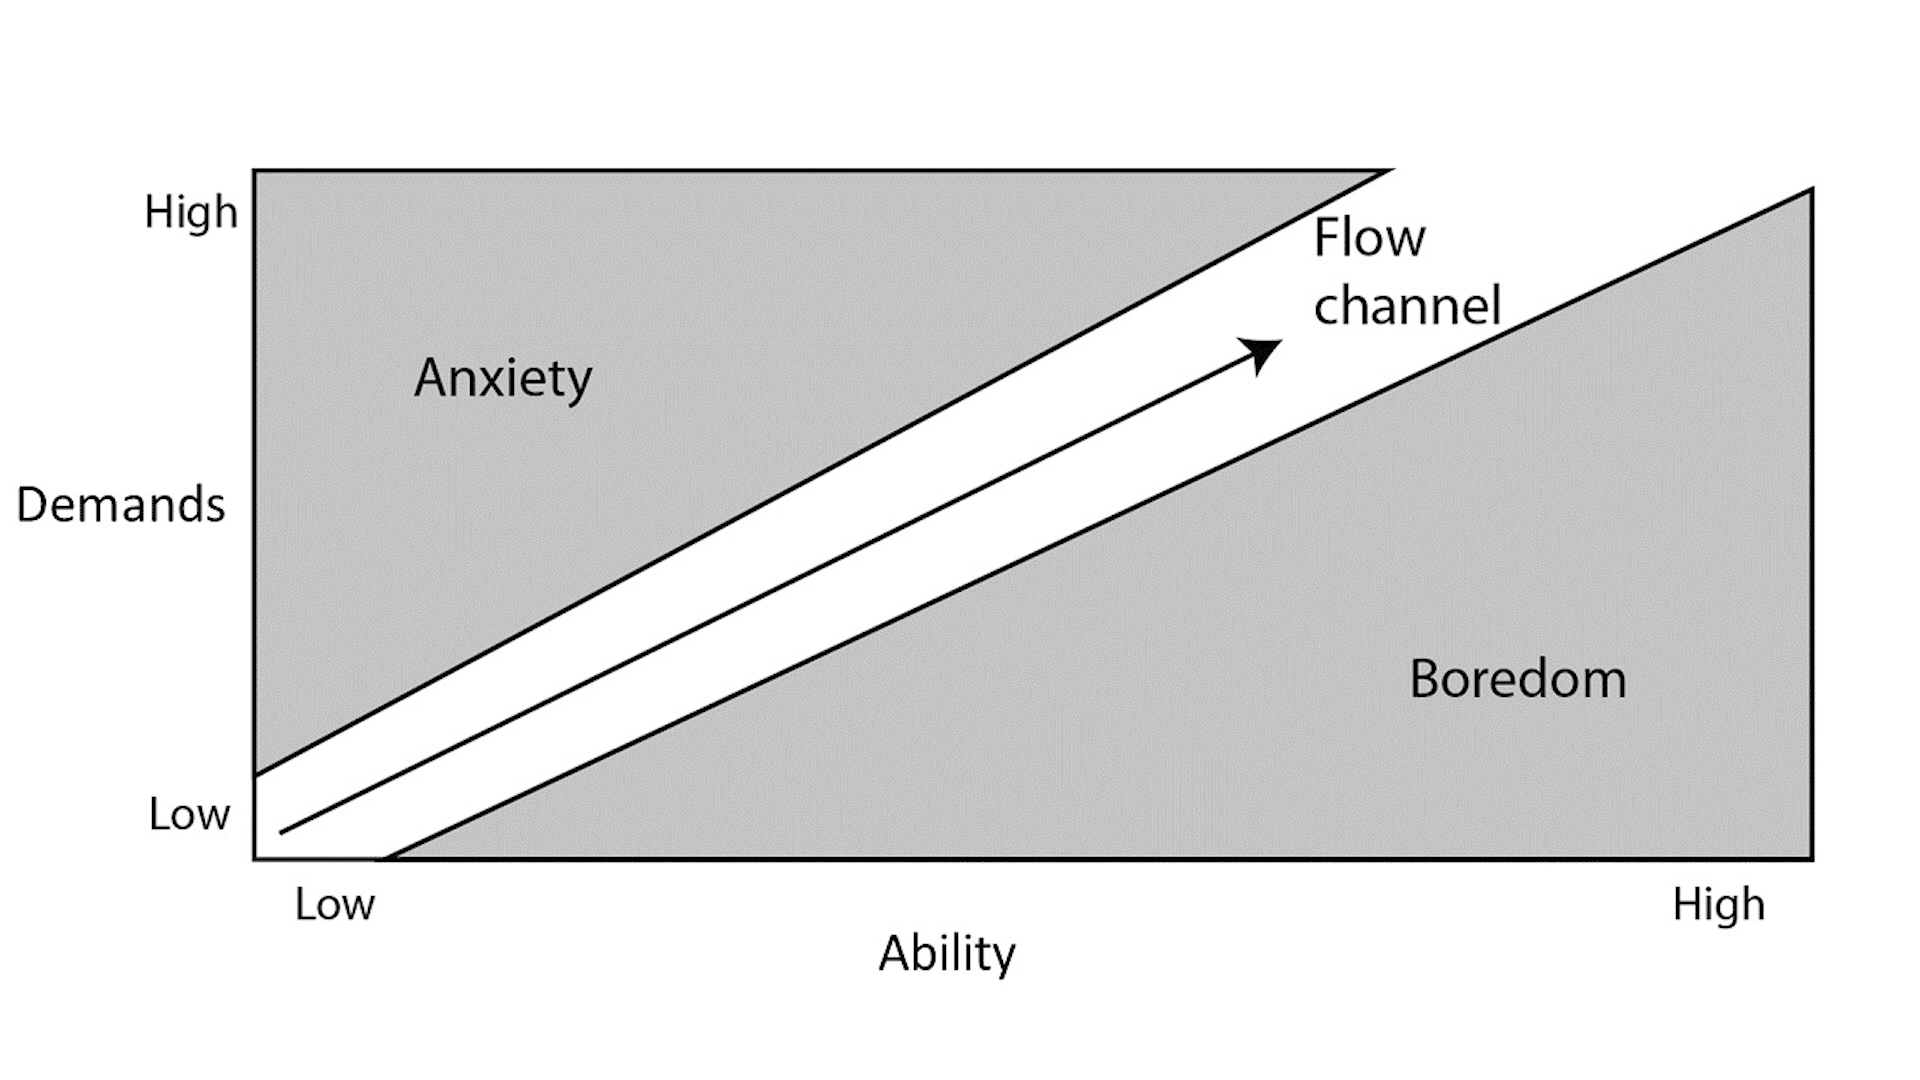 High
Flow
channel
Anxiety
Demands
Boredom
Low
Low
High
Ability